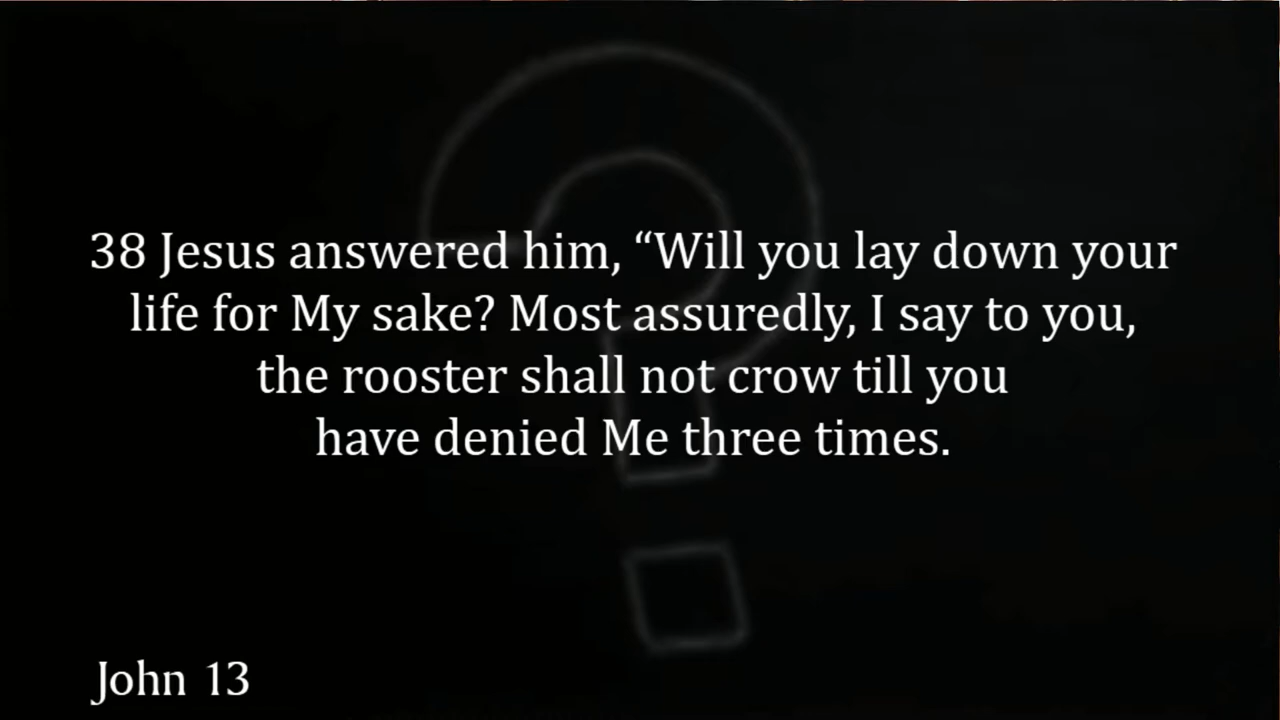 38 Jesus answered him, “Will you lay down your
life for My sake? Most assuredly, I say to you,
the rooster shall not crow till you
have denied Me three times.
John 13